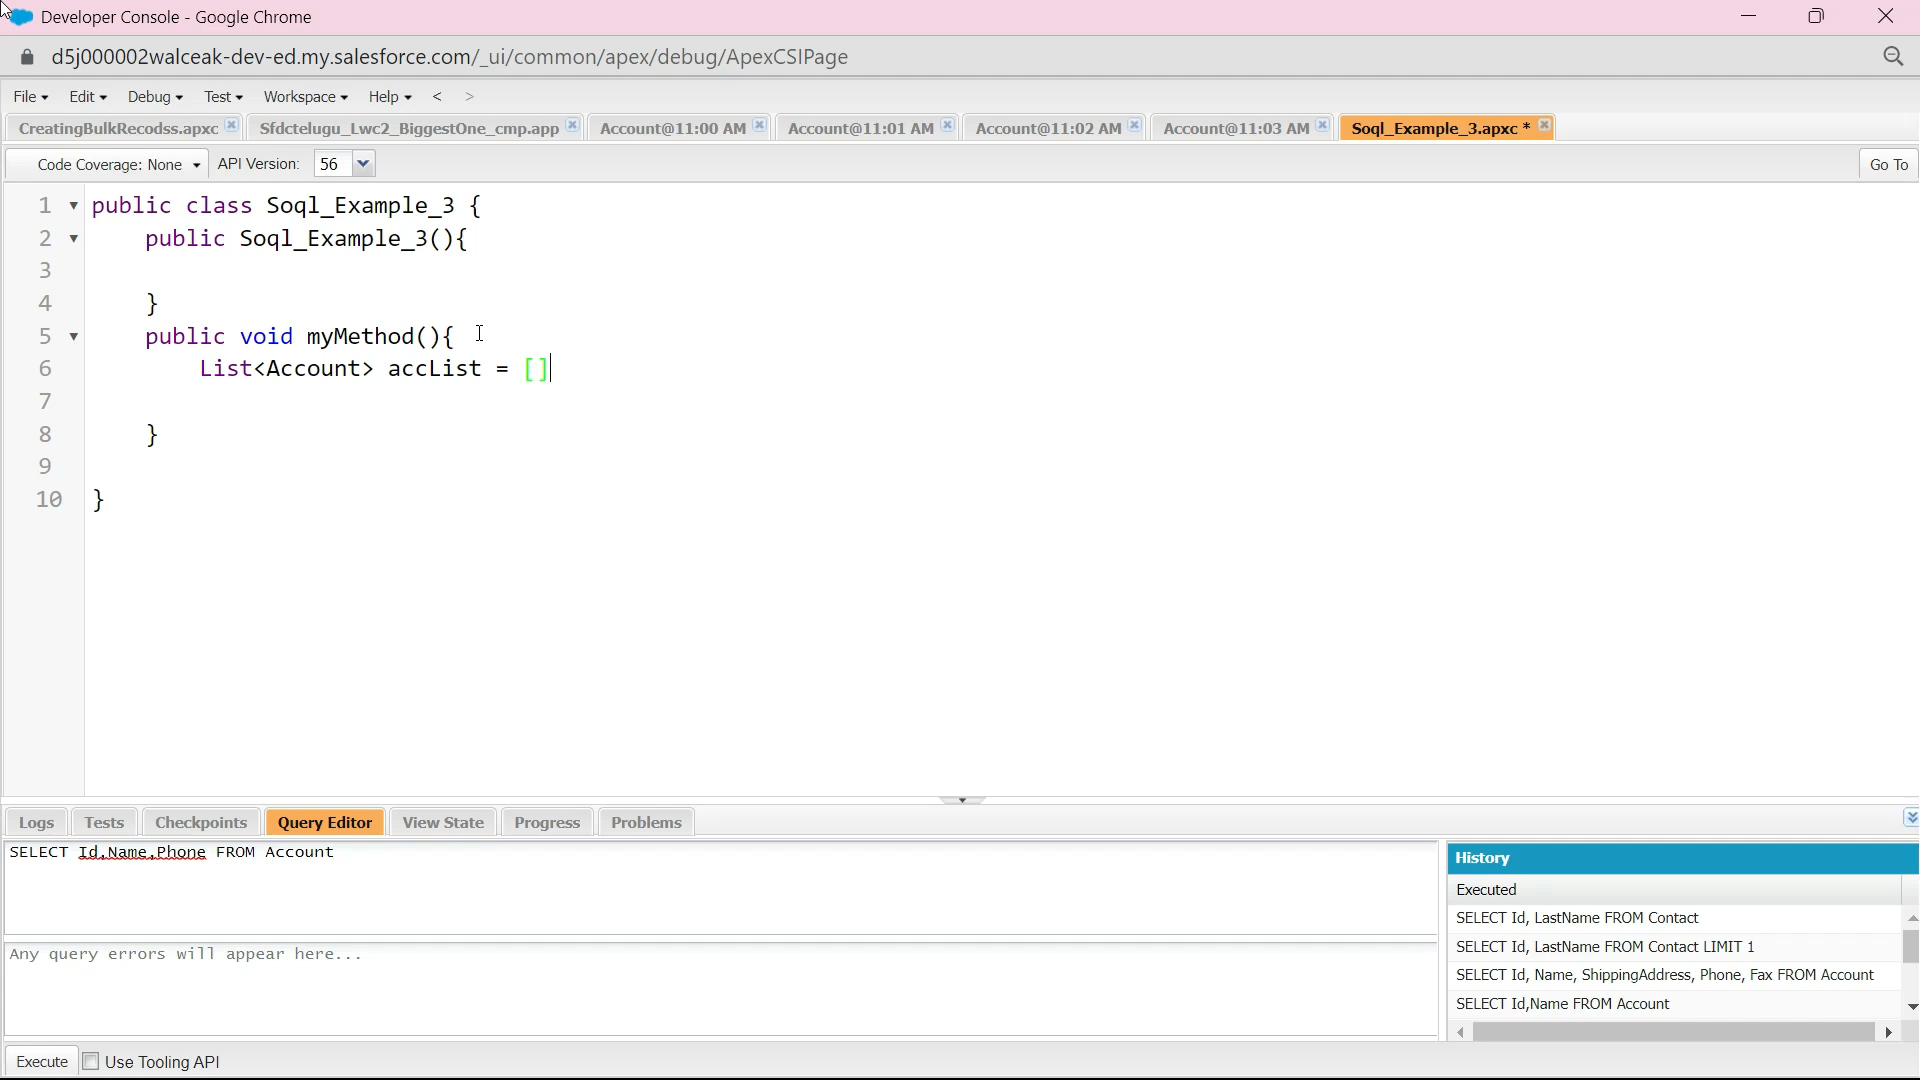 Developer Console - Google Chrome
d5j000002walceak-dev-ed.my.salesforce.com/_ui/common/apex/debug/ApexCSIPage
File Edit Debug Test Workspace Help < >
CreatingBulkRecodss.apxc Sfdctelugu_Lwc2_BiggestOne_cmp.app Account@11:00 AM Account@11:01 AM Account@11:02 AM Account@11:03 AM Soql_Example_3.apxc *
Code Coverage: None API Version: 56 Go To
1 public class Soql_Example_3 {
2 public Soql_Example_3(){
3
4 }
5 public void myMethod(){
6 List<Account> accList = []
7
8 }
9
10 }
Logs Tests Checkpoints Query Editor View State Progress Problems
SELECT Id,Name,Phone FROM Account
Any query errors will appear here...
History
Executed
SELECT Id, LastName FROM Contact
SELECT Id, LastName FROM Contact LIMIT 1
SELECT Id, Name, ShippingAddress, Phone, Fax FROM Account
SELECT Id,Name FROM Account
Execute Use Tooling API